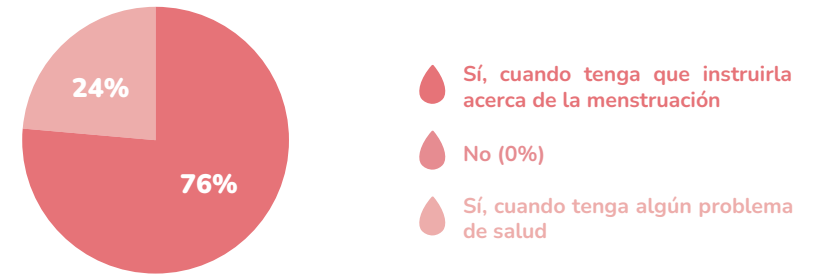 24%
76%
Sí, cuando tenga que instruirla
acerca de la menstruación
No (0%)
Sí, cuando tenga algún problema
de salud